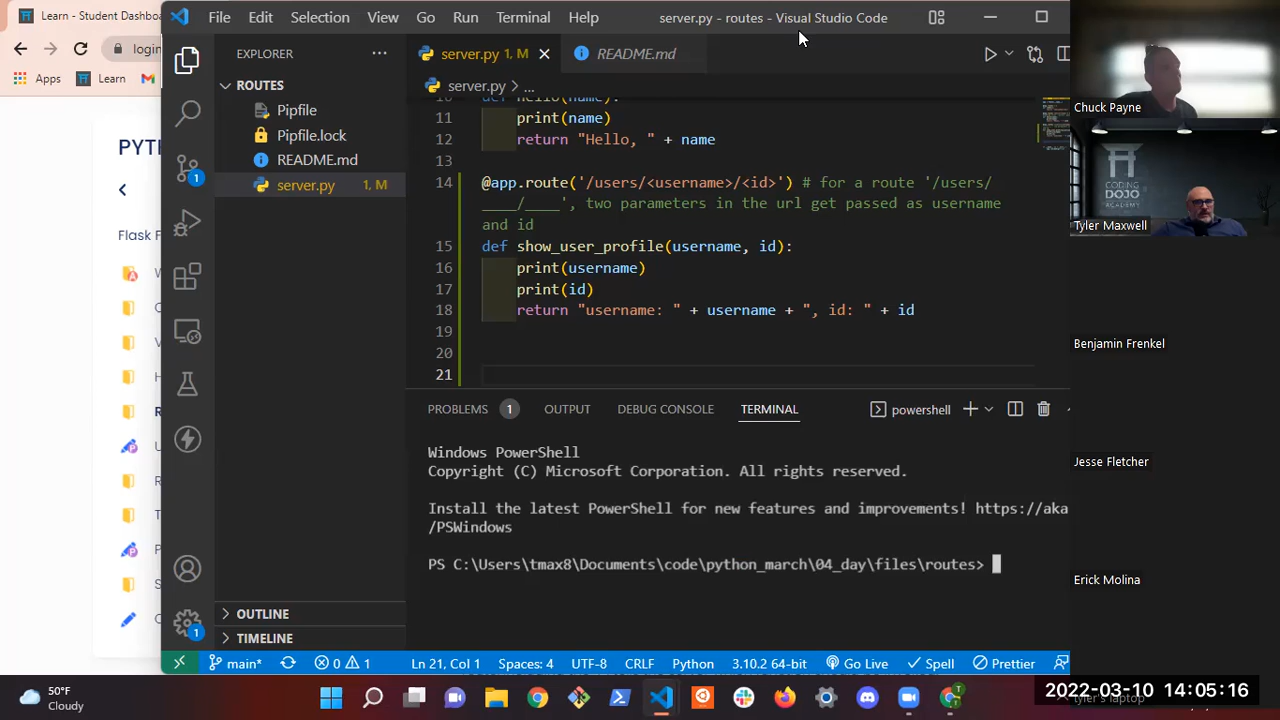 Learn - Student Dashboa
login
Apps
Learn
PYT
Flask F
File Edit Selection View Go Run Terminal Help
server.py - routes - Visual Studio Code
EXPLORER
ROUTES
Pipfile
Pipfile.lock
README.md
server.py 1, M
OUTLINE
TIMELINE
1
1
server.py 1, M
README.md
server.py > ...
11 print(name)
12 return "Hello, " + name
13
14 @app.route('/users/<username>/<id>') # for a route '/users/
____/____', two parameters in the url get passed as username
and id
15 def show_user_profile(username, id):
16 print(username)
17 print(id)
18 return "username: " + username + ", id: " + id
19
20
21
PROBLEMS 1 OUTPUT DEBUG CONSOLE TERMINAL
powershell
Windows PowerShell
Copyright (C) Microsoft Corporation. All rights reserved.
Install the latest PowerShell for new features and improvements! https://aka
/PSWindows
PS C:\Users\tmax8\Documents\code\python_march\04_day\files\routes>
main* 0 1 Ln 21, Col 1 Spaces: 4 UTF-8 CRLF Python 3.10.2 64-bit Go Live Spell Prettier
Chuck Payne
CODING
DOJO
ACADEMY
Tyler Maxwell
Benjamin Frenkel
Jesse Fletcher
Erick Molina
tyler's laptop
50°F
Cloudy
2022-03-10 14:05:16